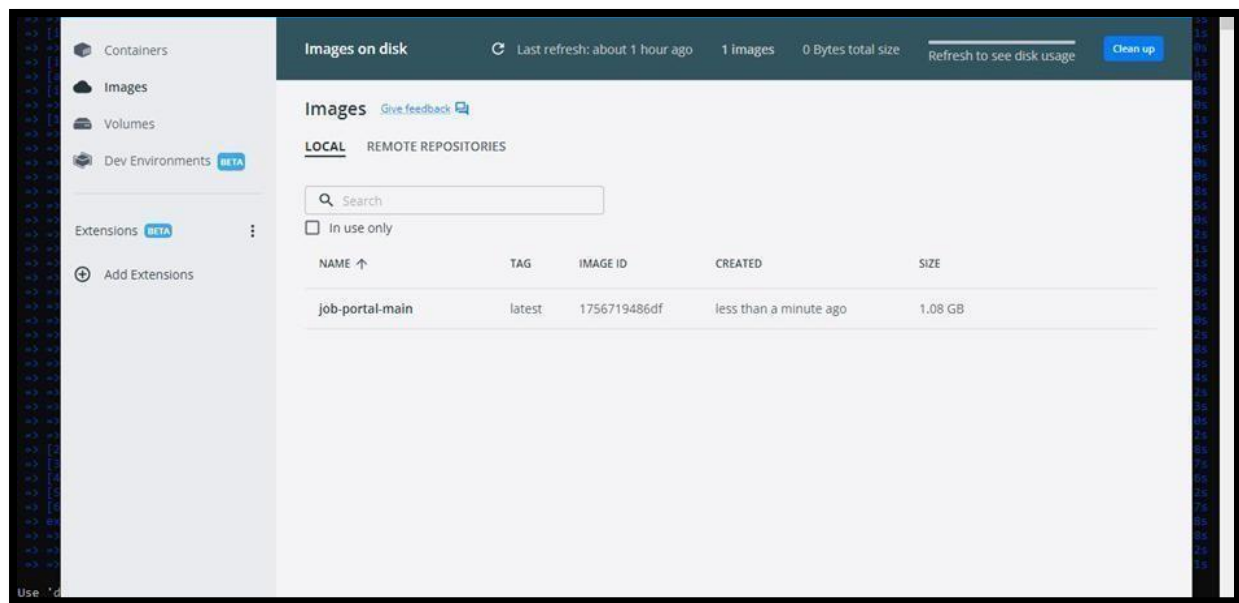 Containers
Images
Volumes
Dev Environments BETA
Extensions BETA
Add Extensions
Images on disk
Last refresh: about 1 hour ago
1 images
0 Bytes total size
Refresh to see disk usage
Clean up
Images Give feedback
LOCAL REMOTE REPOSITORIES
Search
In use only
NAME TAG IMAGE ID CREATED SIZE
job-portal-main latest 1756719486df less than a minute ago 1.08 GB
Use 'd